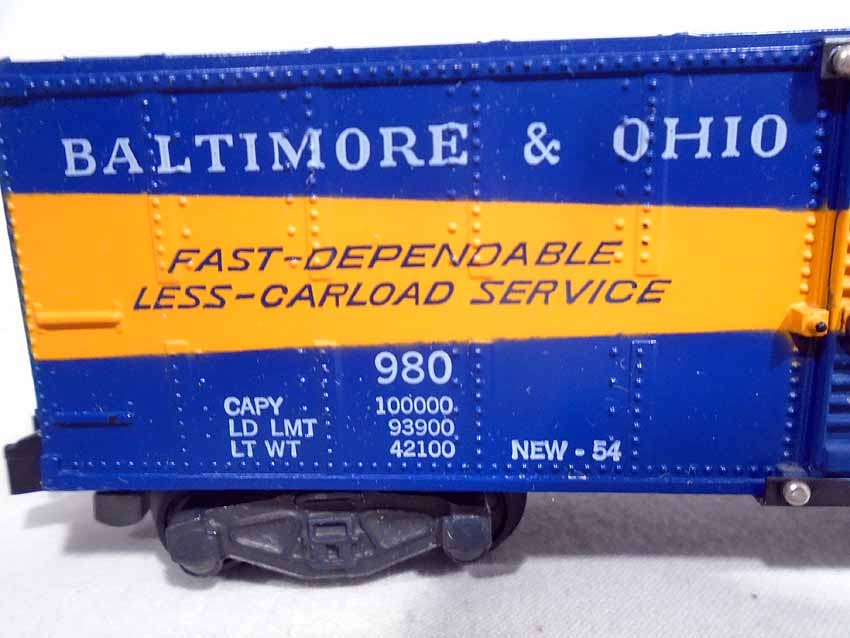 BALTIMORE & OHIO
FAST-DEPENDABLE
LESS-CARLOAD SERVICE
980
CAPY 100000
LD LMT 93900
LT WT 42100 NEW - 54